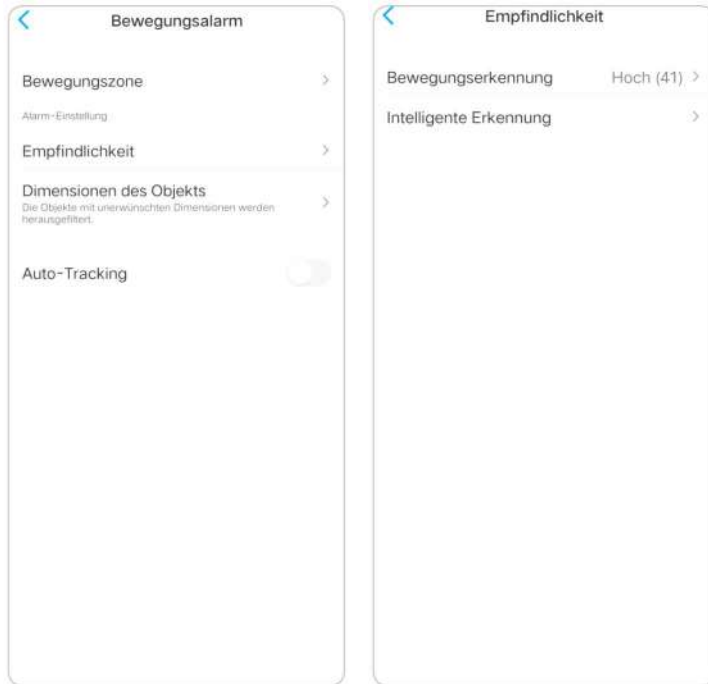 Bewegungsalarm
Bewegungszone
Alarm-Einstellung
Empfindlichkeit
Dimensionen des Objekts
Die Objekte mit unerwünschten Dimensionen werden
herausgefiltert.
Auto-Tracking
Empfindlichkeit
Bewegungserkennung Hoch (41)
Intelligente Erkennung